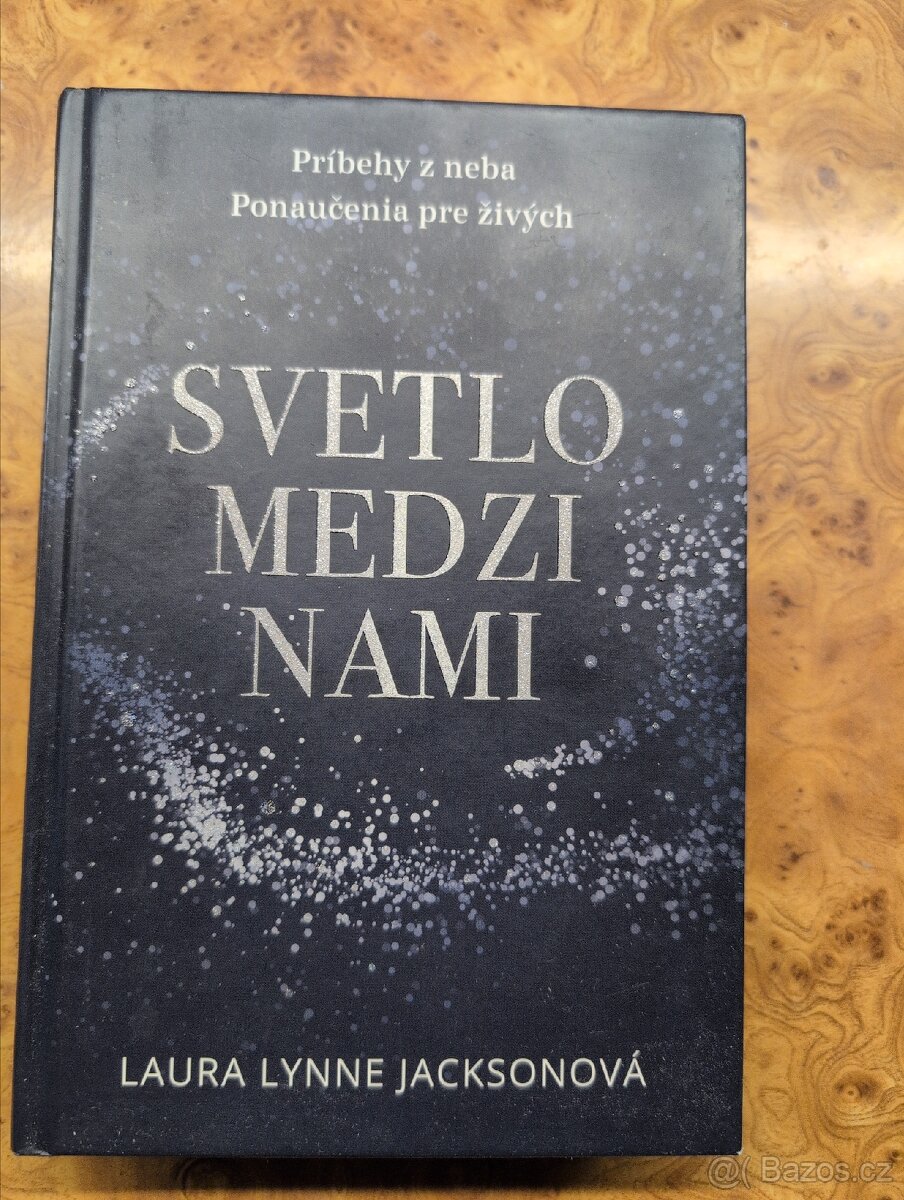 Príbehy z neba
Ponaučenia pre živých
SVETLO
MEDZI
NAMI
LAURA LYNNE JACKSONOVÁ
Bazos.cz